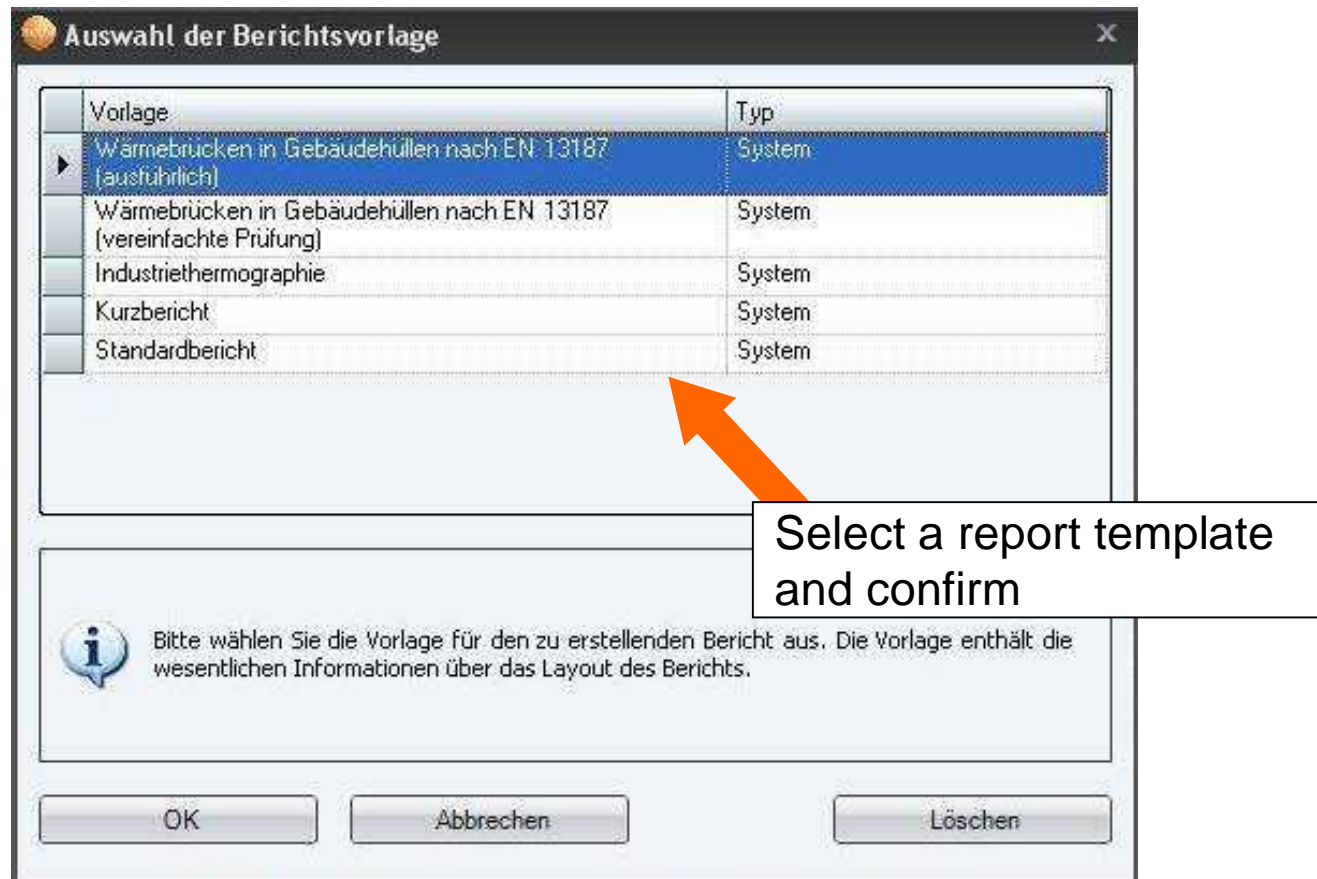 Auswahl der Berichtsvorlage x
Vorlage Typ
Wärmebrücken in Gebäudehüllen nach EN 13187 System
(ausführlich)
Wärmebrücken in Gebäudehüllen nach EN 13187 System
(vereinfachte Prüfung)
Industriethermographie System
Kurzbericht System
Standardbericht System
Select a report template
and confirm
Bitte wählen Sie die Vorlage für den zu erstellenden Bericht aus. Die Vorlage enthält die
wesentlichen Informationen über das Layout des Berichts.
OK Abbrechen Löschen